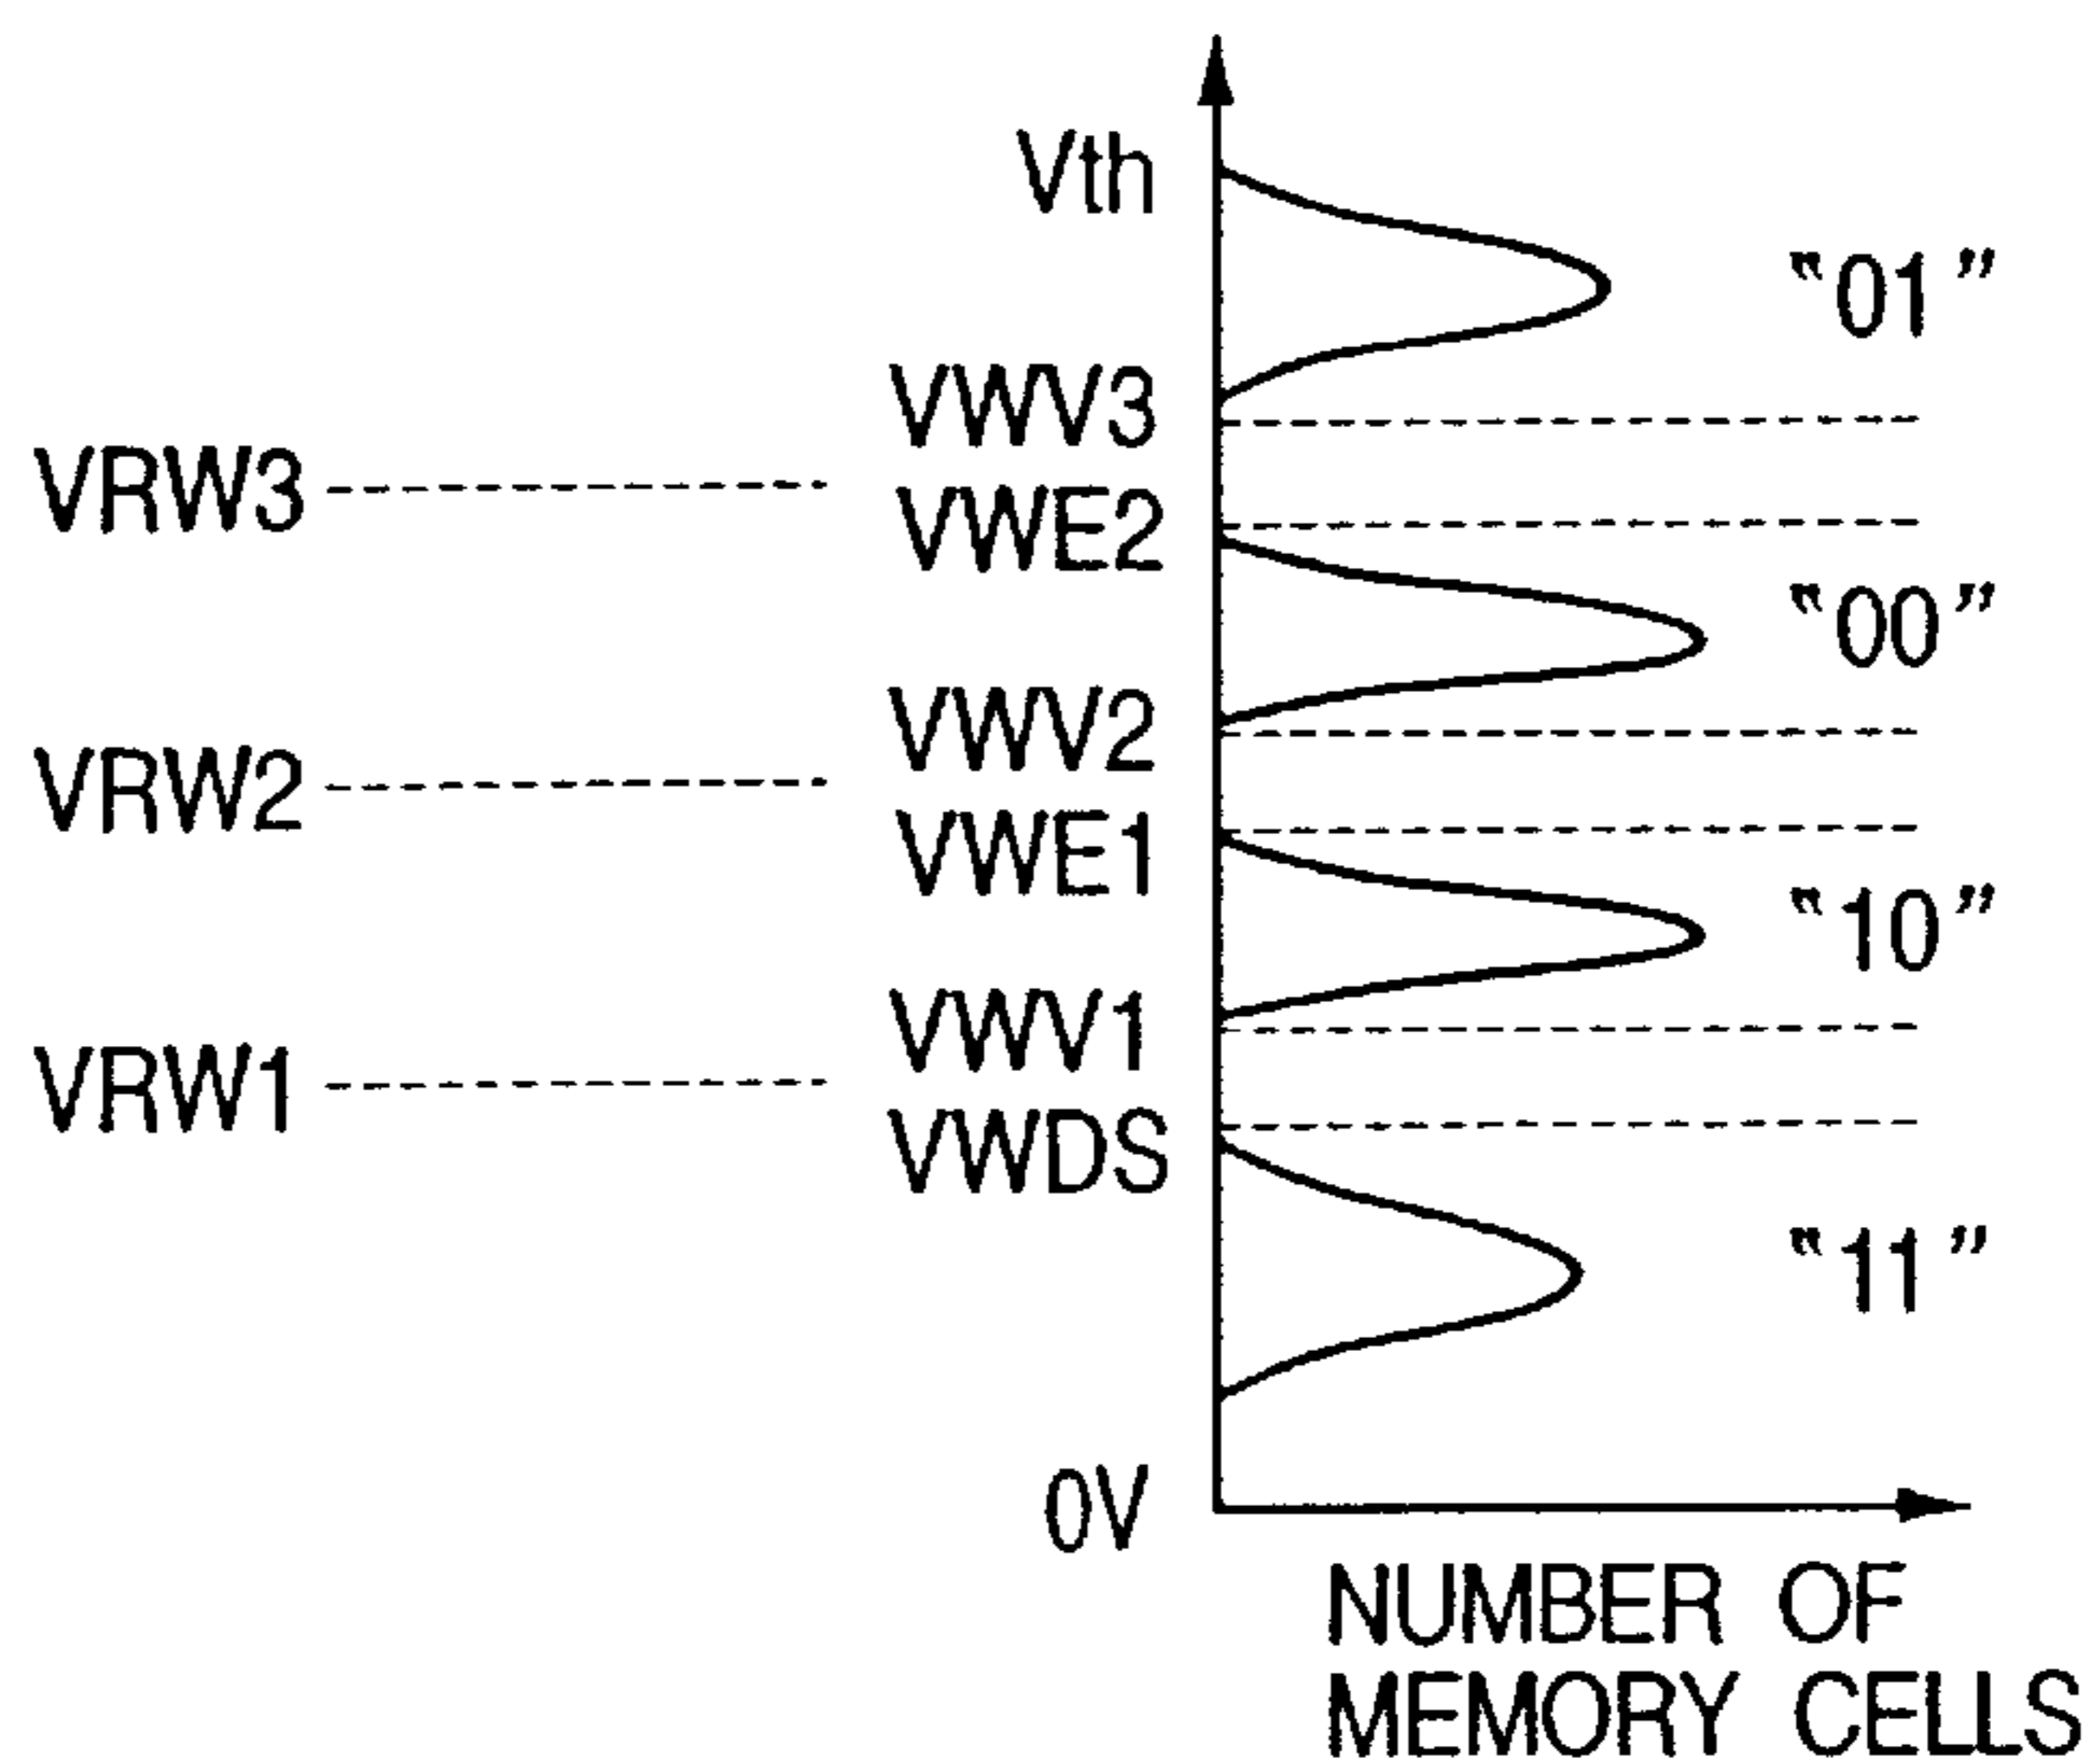 Vth
“01”
VWV3
VRW3
VWE2
“00”
VWV2
VRW2
VWE1
“10”
VWV1
VRW1
VWDS
“11”
0V
NUMBER OF
MEMORY CELLS